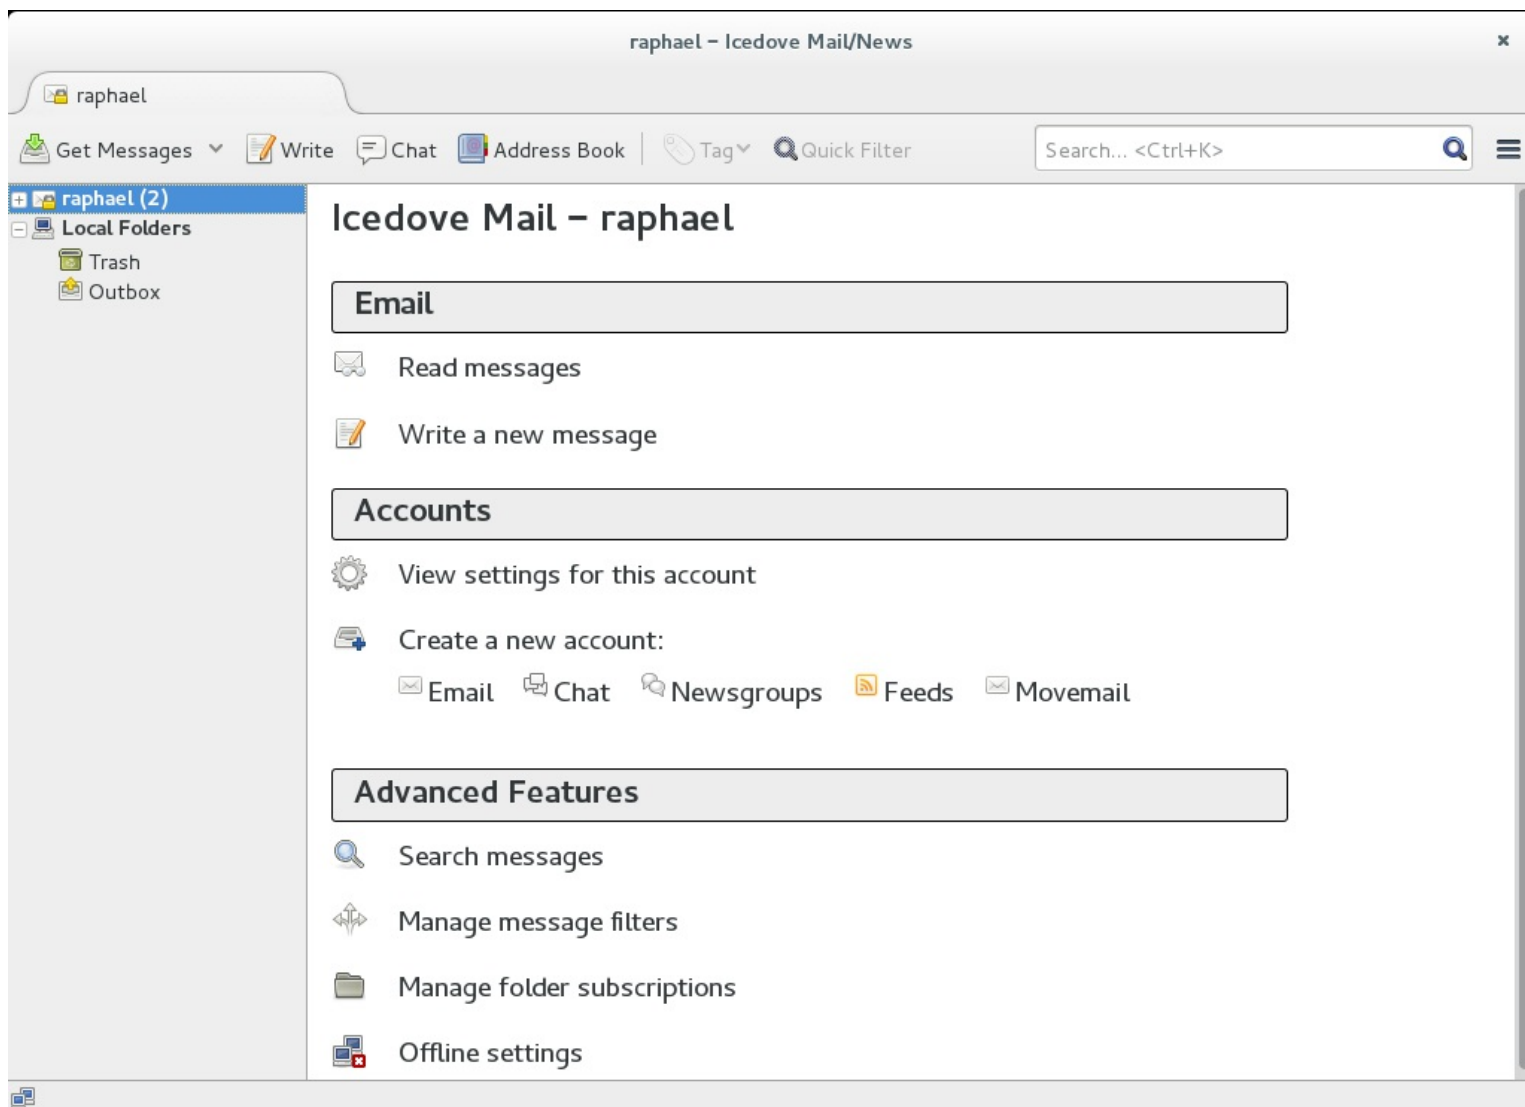 raphael – Icedove Mail/News
raphael
Get Messages Write Chat Address Book Tag Quick Filter Search... <Ctrl+K>
raphael (2)
Local Folders
Trash
Outbox
Icedove Mail – raphael
Email
Read messages
Write a new message
Accounts
View settings for this account
Create a new account:
Email Chat Newsgroups Feeds Movemail
Advanced Features
Search messages
Manage message filters
Manage folder subscriptions
Offline settings